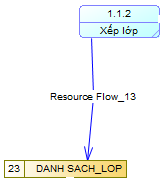 1.1.2
Xếp lớp
Resource Flow_13
23 DANH SACH_LOP